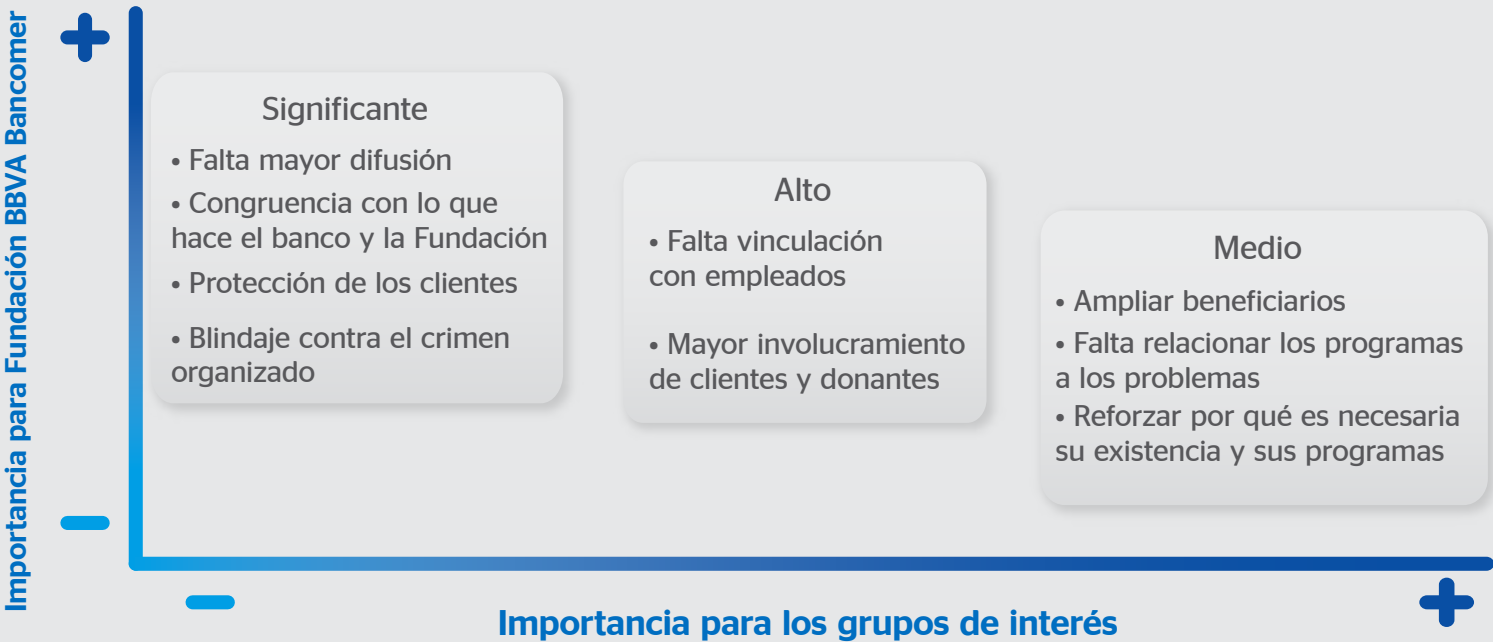 Importancia para Fundación BBVA Bancomer
Significante
• Falta mayor difusión
• Congruencia con lo que
hace el banco y la Fundación
• Protección de los clientes
• Blindaje contra el crimen
organizado
Alto
• Falta vinculación
con empleados
• Mayor involucramiento
de clientes y donantes
Medio
• Ampliar beneficiarios
• Falta relacionar los programas
a los problemas
• Reforzar por qué es necesaria
su existencia y sus programas
Importancia para los grupos de interés